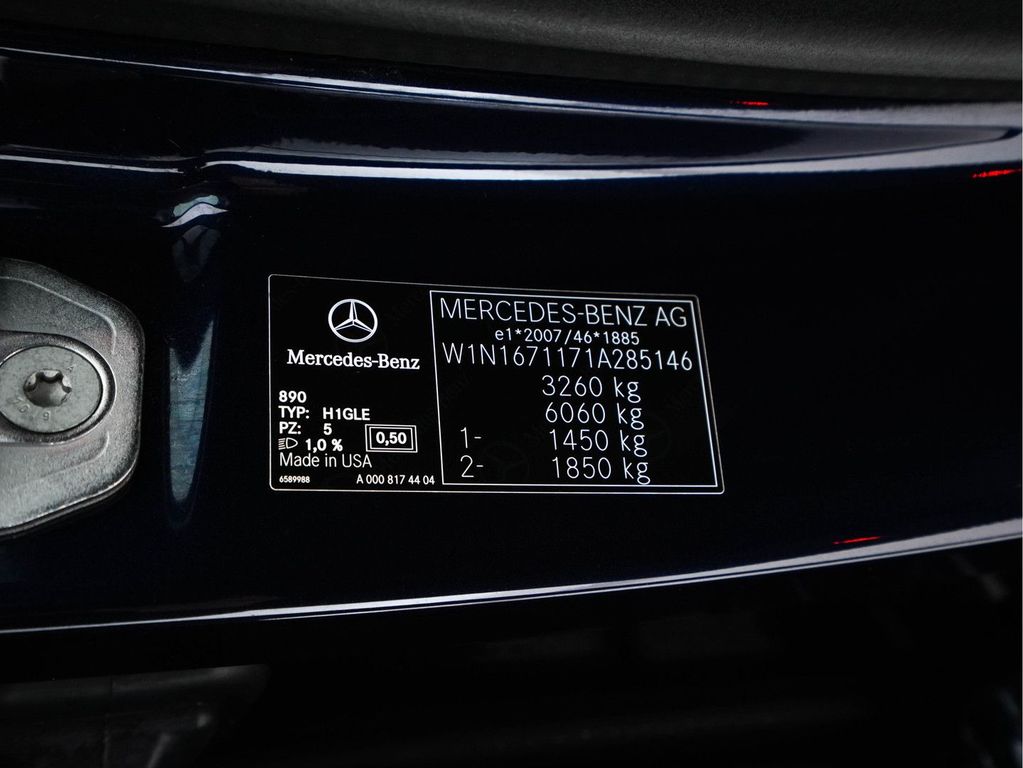 Mercedes-Benz
890
TYP: H1GLE
PZ: 5
1,0 %
0,50
Made in USA
6589988 A 000 817 44 04
MERCEDES-BENZ AG
e1*2007/46*1885
W1N1671171A285146
3260 kg
6060 kg
1- 1450 kg
2- 1850 kg